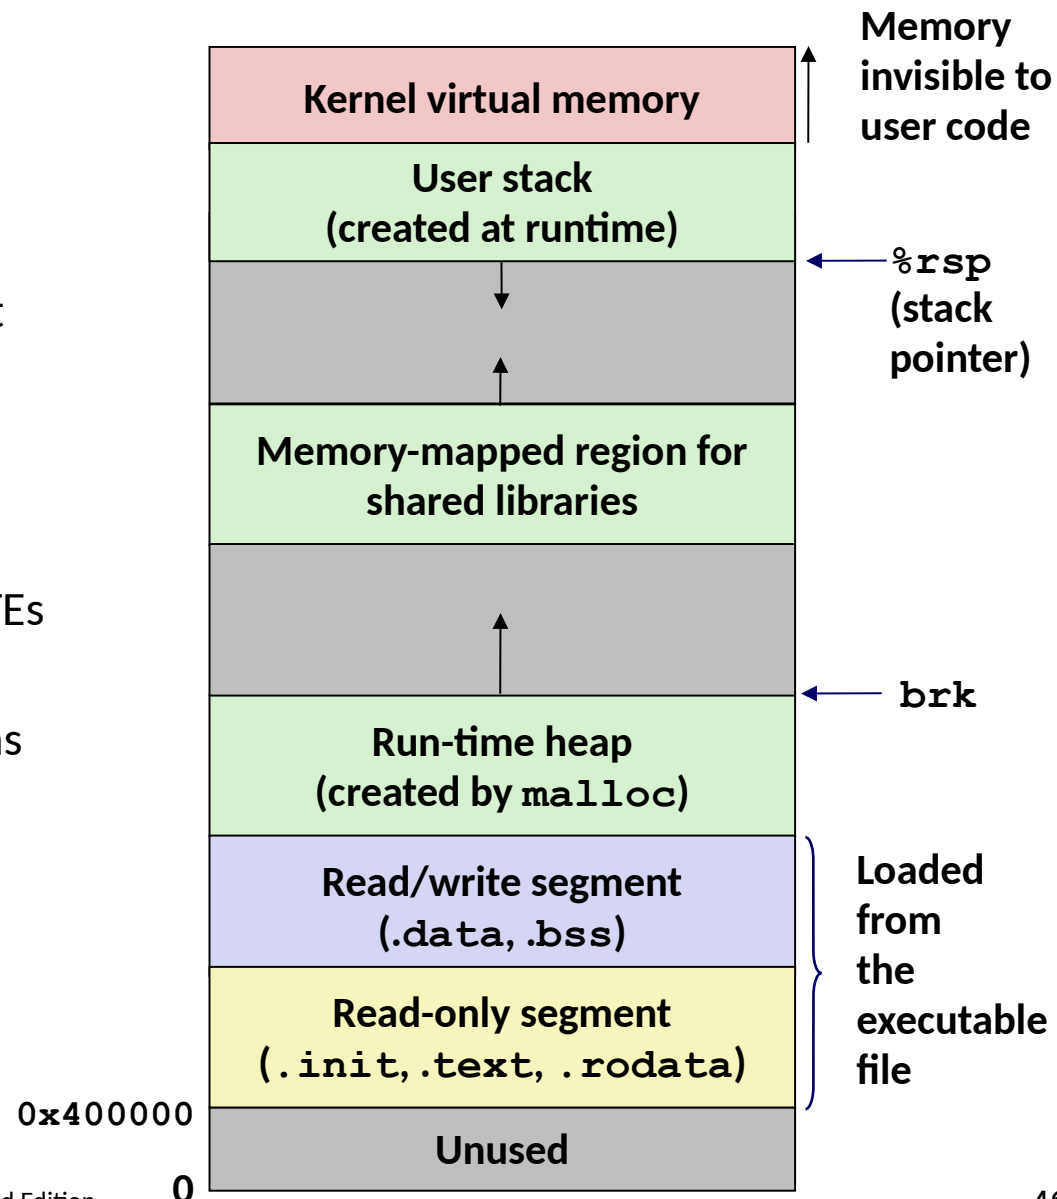 Memory
invisible to
user code
Kernel virtual memory
User stack
(created at runtime)
%rsp
(stack
pointer)
Memory-mapped region for
shared libraries
brk
Run-time heap
(created by malloc)
Read/write segment
(.data, .bss)
Read-only segment
(.init, .text, .rodata)
Loaded
from
the
executable
file
0x400000
Unused
0